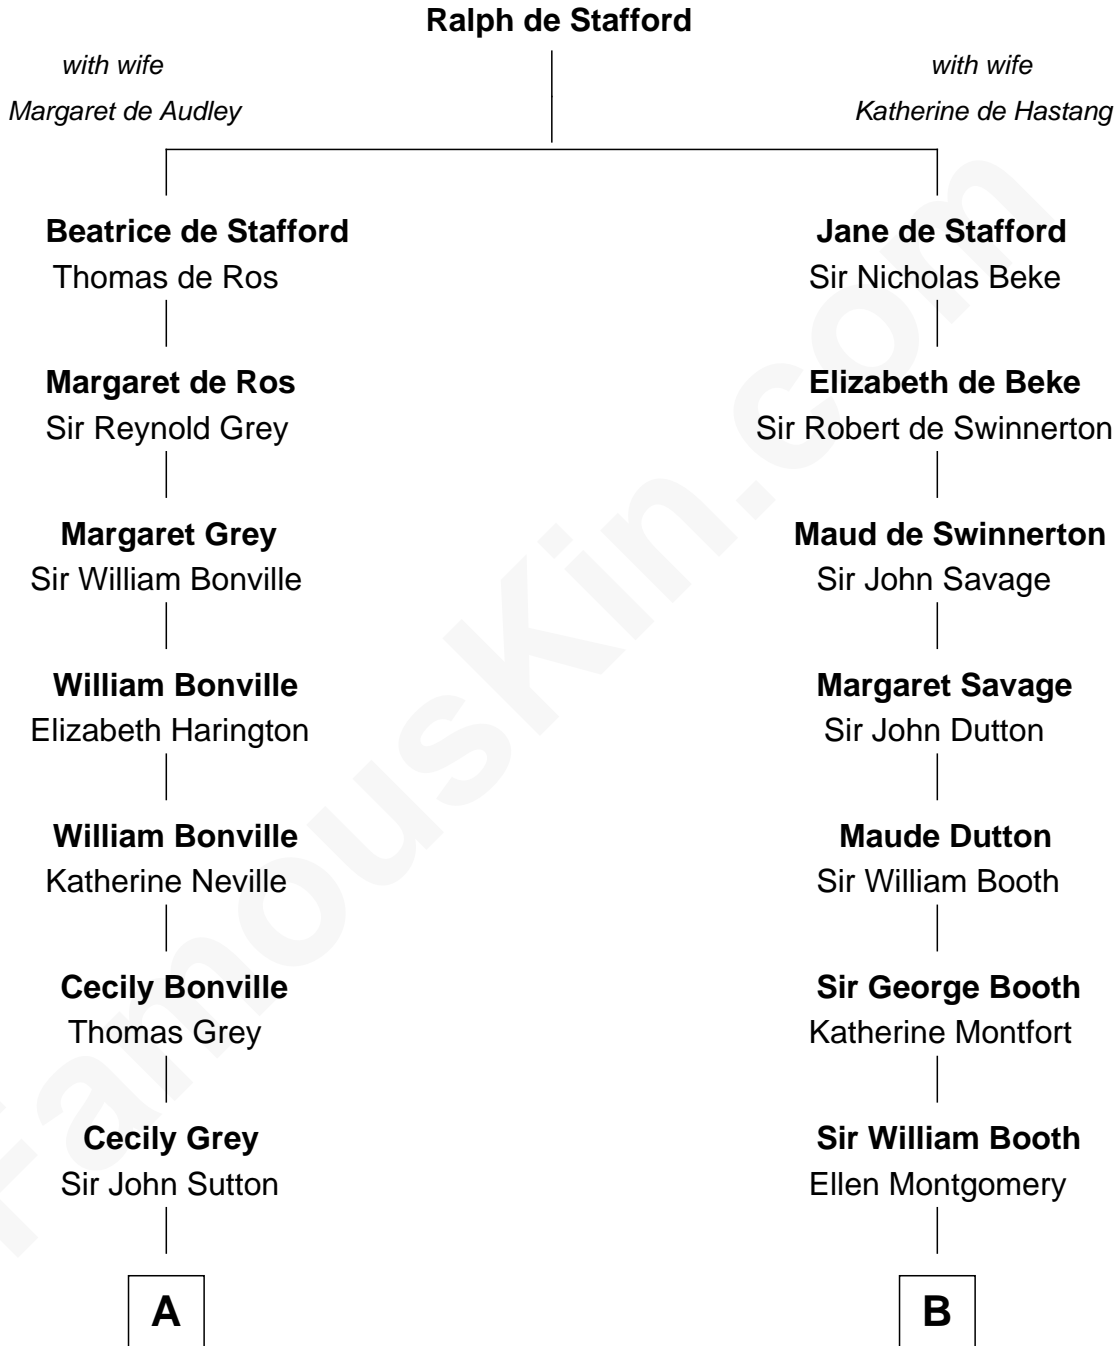 Ralph de Stafford
with wife
Margaret de Audley
with wife
Katherine de Hastang
Beatrice de Stafford
Thomas de Ros
Jane de Stafford
Sir Nicholas Beke
Margaret de Ros
Sir Reynold Grey
Elizabeth de Beke
Sir Robert de Swinnerton
Margaret Grey
Sir William Bonville
Maud de Swinnerton
Sir John Savage
William Bonville
Elizabeth Harington
Margaret Savage
Sir John Dutton
William Bonville
Katherine Neville
Maude Dutton
Sir William Booth
Cecily Bonville
Thomas Grey
Sir George Booth
Katherine Montfort
Cecily Grey
Sir John Sutton
Sir William Booth
Ellen Montgomery
A
B
FamousKin.com